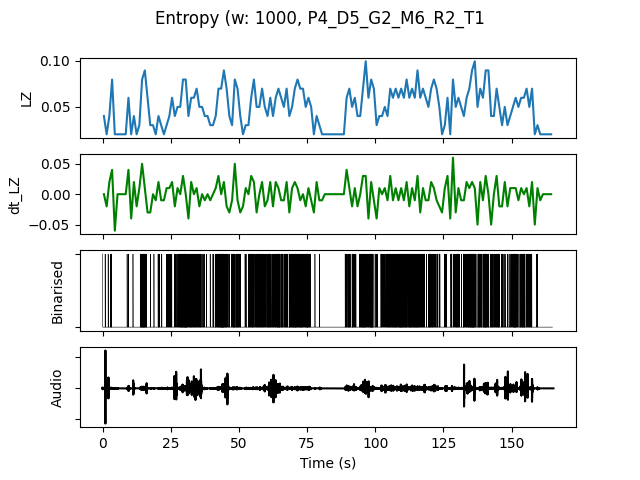 Entropy (w: 1000, P4_D5_G2_M6_R2_T1
LZ
0.10
0.05
dt_LZ
0.05
0.00
−0.05
Binarised
Audio
0
25
50
75
100
125
150
Time (s)